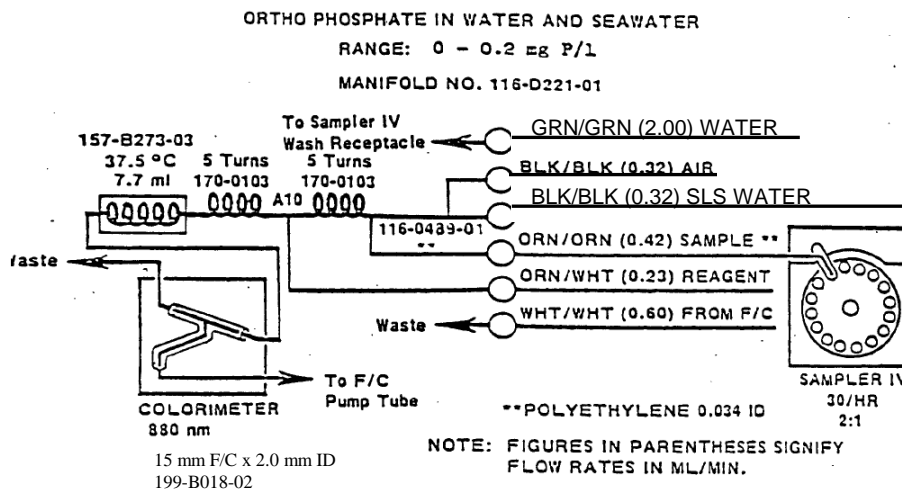 ORTHO PHOSPHATE IN WATER AND SEAWATER
RANGE: 0 - 0.2 mg P/l
MANIFOLD NO. 116-D221-01
To Sampler IV
Wash Receptacle
GRN/GRN (2.00) WATER
157-B273-03
37.5 °C
7.7 ml
5 Turns
170-0103
A10
5 Turns
170-0103
BLK/BLK (0.32) AIR
BLK/BLK (0.32) SLS WATER
116-0489-01
**
ORN/ORN (0.42) SAMPLE **
ORN/WHT (0.23) REAGENT
Waste
WHT/WHT (0.60) FROM F/C
Waste
To F/C
Pump Tube
COLORIMETER
880 nm
15 mm F/C x 2.0 mm ID
199-B018-02
SAMPLER IV
30/HR
2:1
**POLYETHYLENE 0.034 ID
NOTE: FIGURES IN PARENTHESES SIGNIFY
FLOW RATES IN ML/MIN.